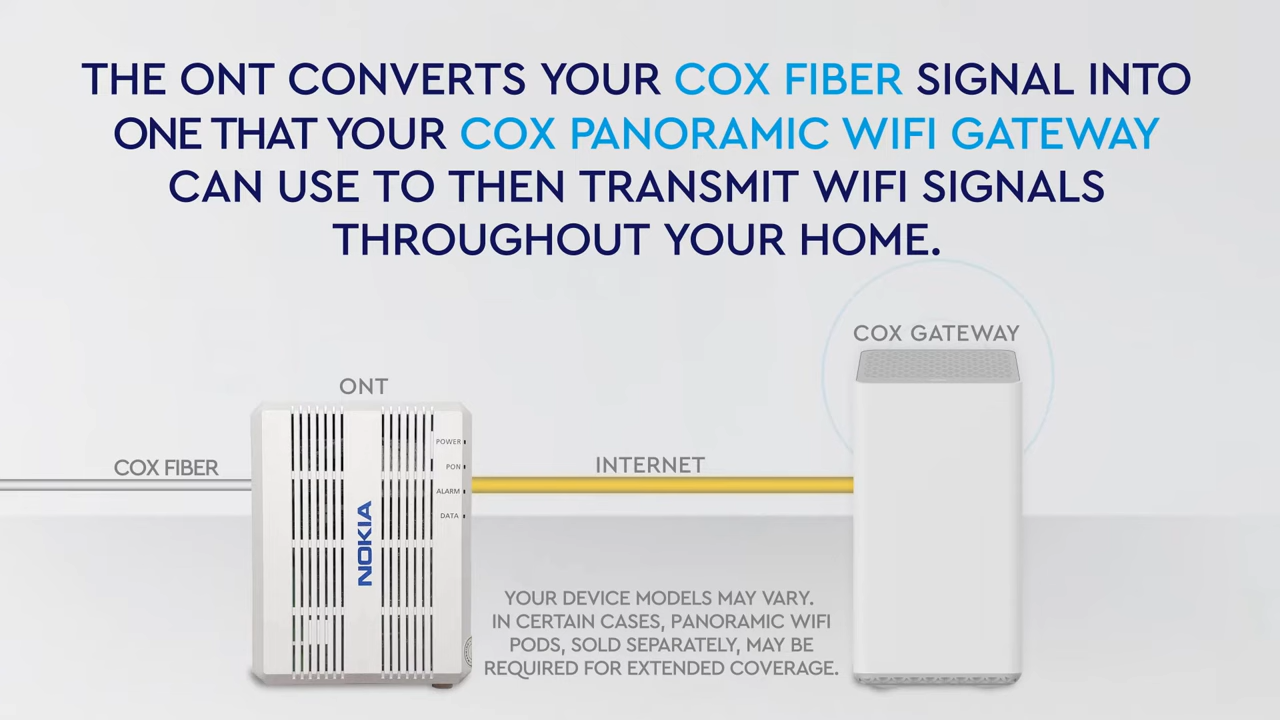 THE ONT CONVERTS YOUR COX FIBER SIGNAL INTO
ONE THAT YOUR COX PANORAMIC WIFI GATEWAY
CAN USE TO THEN TRANSMIT WIFI SIGNALS
THROUGHOUT YOUR HOME.
COX GATEWAY
ONT
POWER
PON
ALARM
DATA
NOKIA
COX FIBER
INTERNET
YOUR DEVICE MODELS MAY VARY.
IN CERTAIN CASES, PANORAMIC WIFI
PODS, SOLD SEPARATELY, MAY BE
REQUIRED FOR EXTENDED COVERAGE.